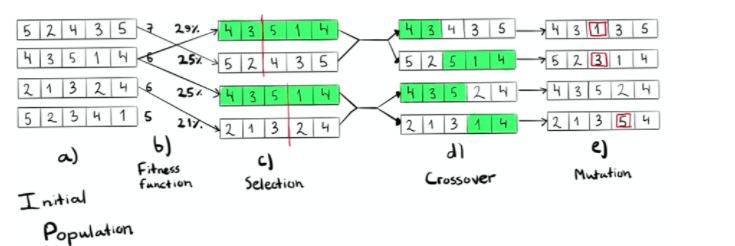 5 2 4 3 5 7 29% 4 3 5 1 4 4 3 4 3 5 4 3 1 3 5
4 3 5 1 4 6 25% 5 2 4 3 5 5 2 5 1 4 5 2 3 1 4
2 1 3 2 4 6 25% 4 3 5 1 4 4 3 5 2 4 4 3 5 2 4
5 2 3 4 1 5 21% 2 1 3 2 4 2 1 3 1 4 2 1 3 5 4
a) b) c) d) e)
Fitness
function
Selection Crossover Mutation
Initial
Population